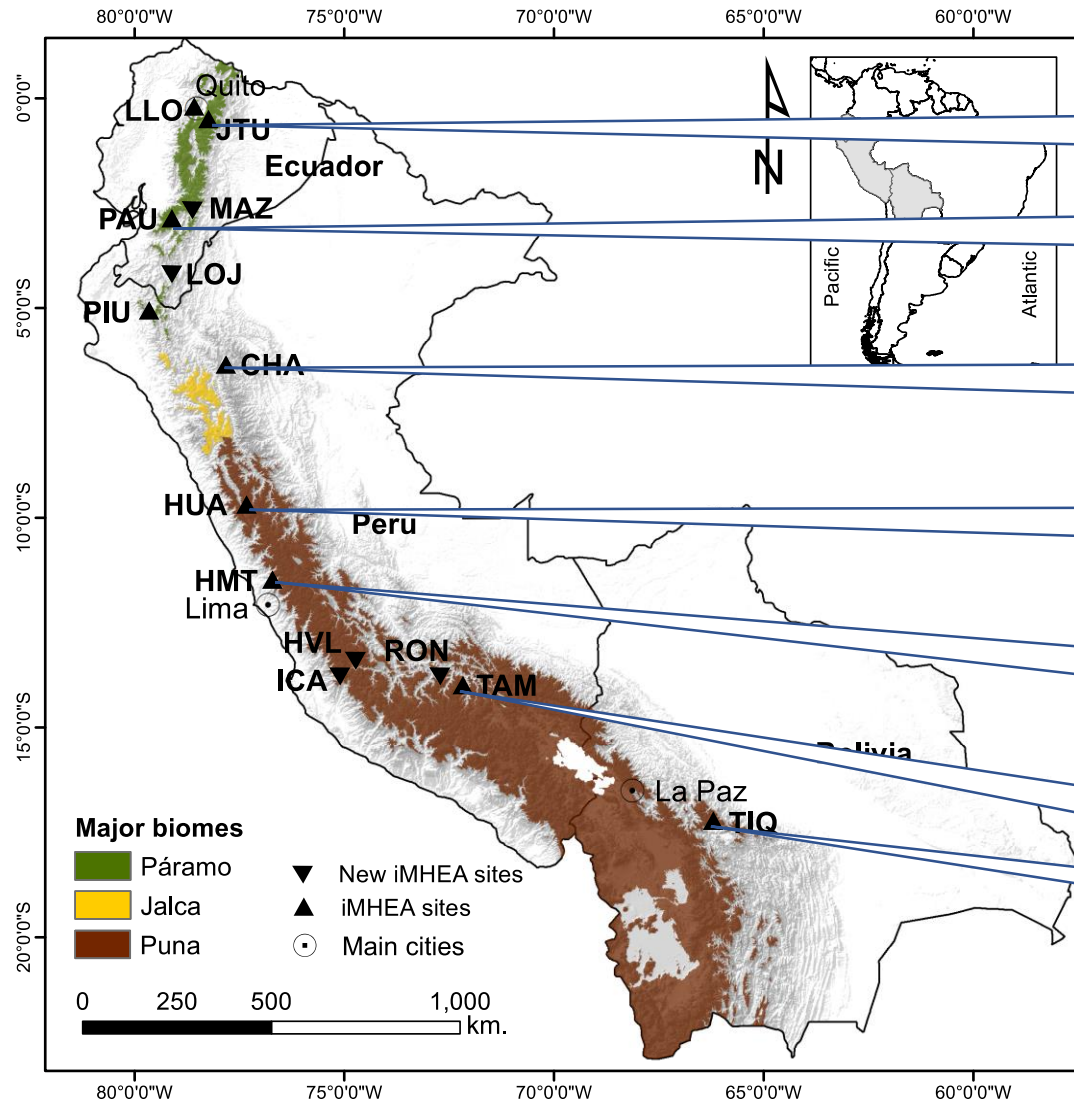 80°0'0"W 75°0'0"W 70°0'0"W 65°0'0"W 60°0'0"W
0°0'0"
5°0'0"S
10°0'0"S
15°0'0"S
20°0'0"S
Quito
LLO
JTU
Ecuador
MAZ
PAU
LOJ
PIU
CHA
HUA
Peru
HMT
Lima
HVL
RON
ICA
TAM
Bolivia
La Paz
TIQ
N
Pacific
Atlantic
Major biomes
Páramo
Jalca
Puna
New iMHEA sites
iMHEA sites
Main cities
0 250 500 1,000
km.
80°0'0"W 75°0'0"W 70°0'0"W 65°0'0"W 60°0'0"W